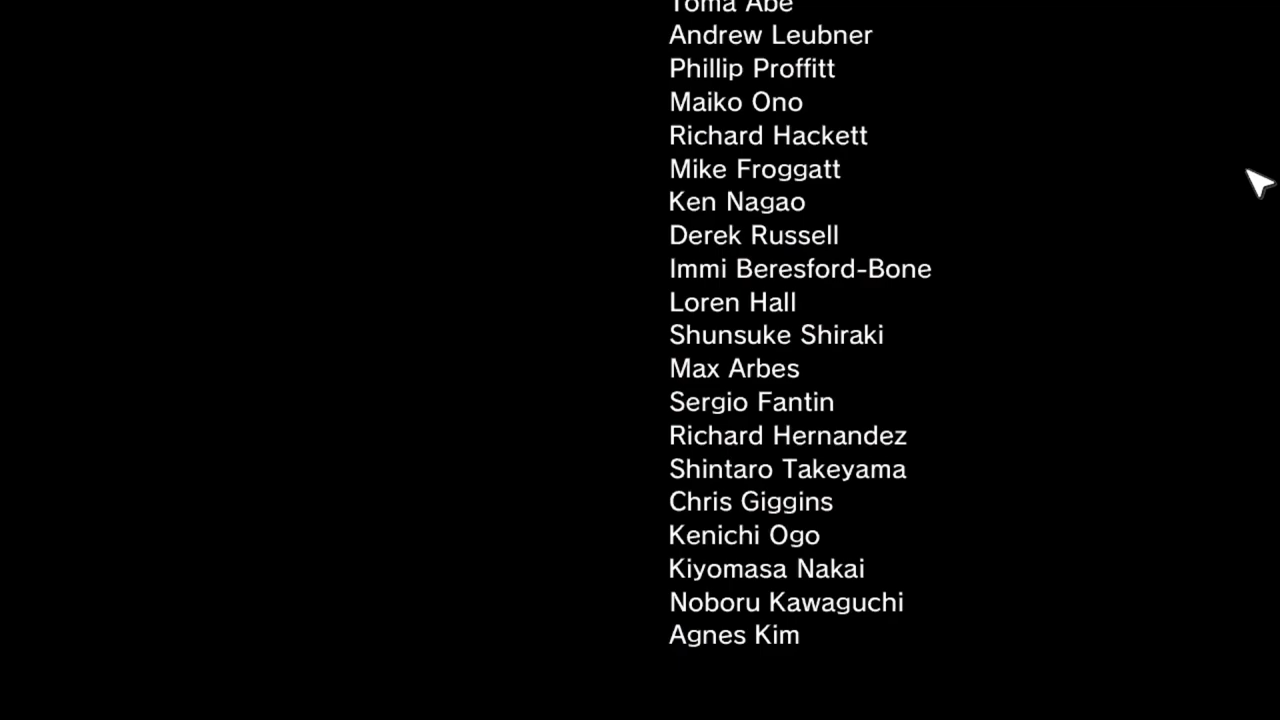 Toma Abe
Andrew Leubner
Phillip Proffitt
Maiko Ono
Richard Hackett
Mike Froggatt
Ken Nagao
Derek Russell
Immi Beresford-Bone
Loren Hall
Shunsuke Shiraki
Max Arbes
Sergio Fantin
Richard Hernandez
Shintaro Takeyama
Chris Giggins
Kenichi Ogo
Kiyomasa Nakai
Noboru Kawaguchi
Agnes Kim